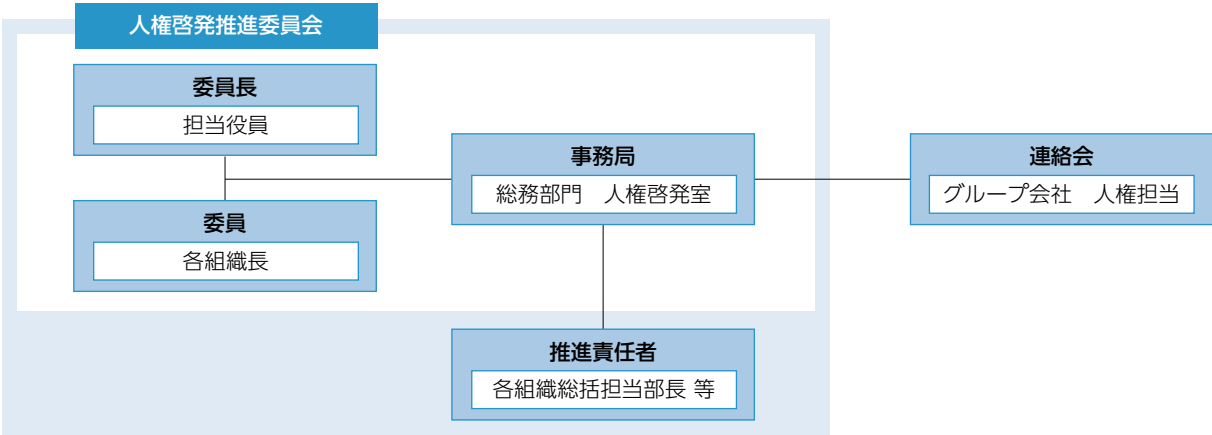 人権啓発推進委員会
委員長
担当役員
委員
各組織長
事務局
総務部門　人権啓発室
連絡会
グループ会社　人権担当
推進責任者
各組織総括担当部長 等